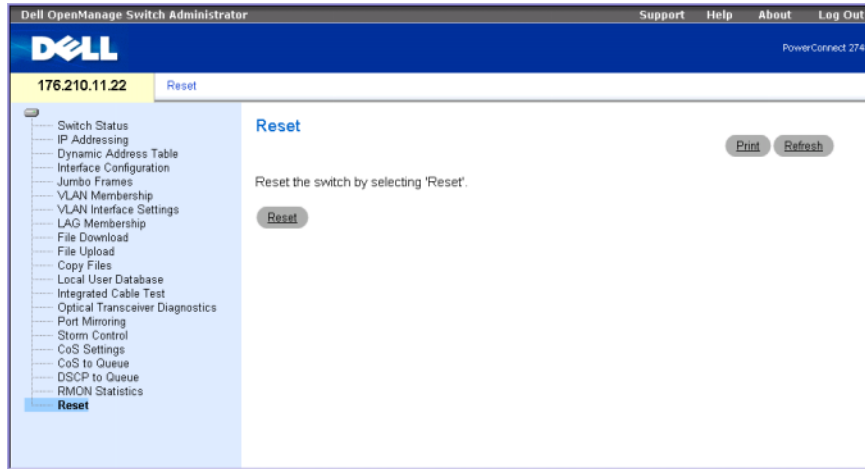 Dell OpenManage Switch Administrator
Support Help About Log Out
DELL
PowerConnect 274
176.210.11.22
Reset
Switch Status
IP Addressing
Dynamic Address Table
Interface Configuration
Jumbo Frames
VLAN Membership
VLAN Interface Settings
LAG Membership
File Download
File Upload
Copy Files
Local User Database
Integrated Cable Test
Optical Transceiver Diagnostics
Port Mirroring
Storm Control
CoS Settings
CoS to Queue
DSCP to Queue
RMON Statistics
Reset
Reset
Print Refresh
Reset the switch by selecting 'Reset'.
Reset